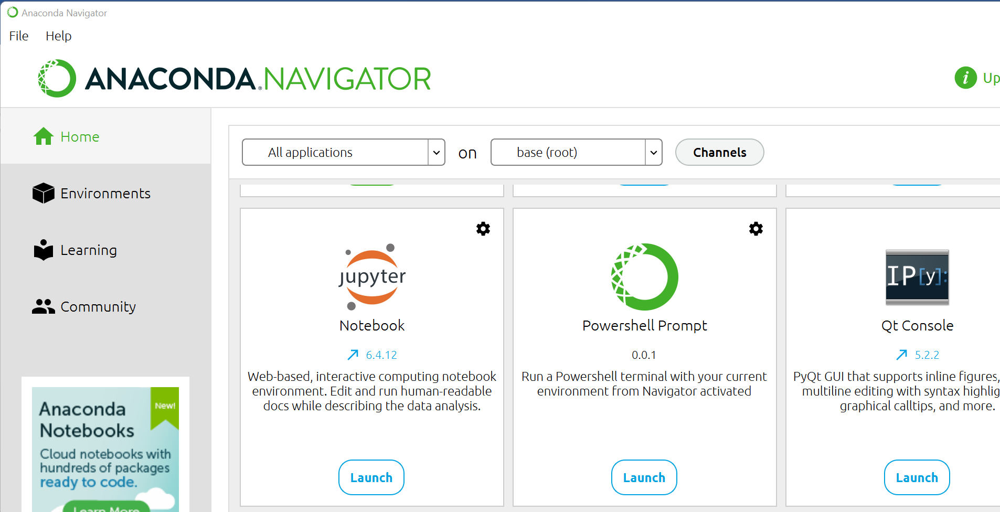 Anaconda Navigator
File Help
ANACONDA.NAVIGATOR
Up
Home
Environments
Learning
Community
All applications on base (root) Channels
jupyter
Notebook
6.4.12
Web-based, interactive computing notebook
environment. Edit and run human-readable
docs while describing the data analysis.
Launch
Powershell Prompt
0.0.1
Run a Powershell terminal with your current
environment from Navigator activated
Launch
IP[y]:
Qt Console
5.2.2
PyQt GUI that supports inline figures,
multiline editing with syntax highlig
graphical calltips, and more.
Launch
New!
Anaconda
Notebooks
Cloud notebooks with
hundreds of packages
ready to code.
Learn More